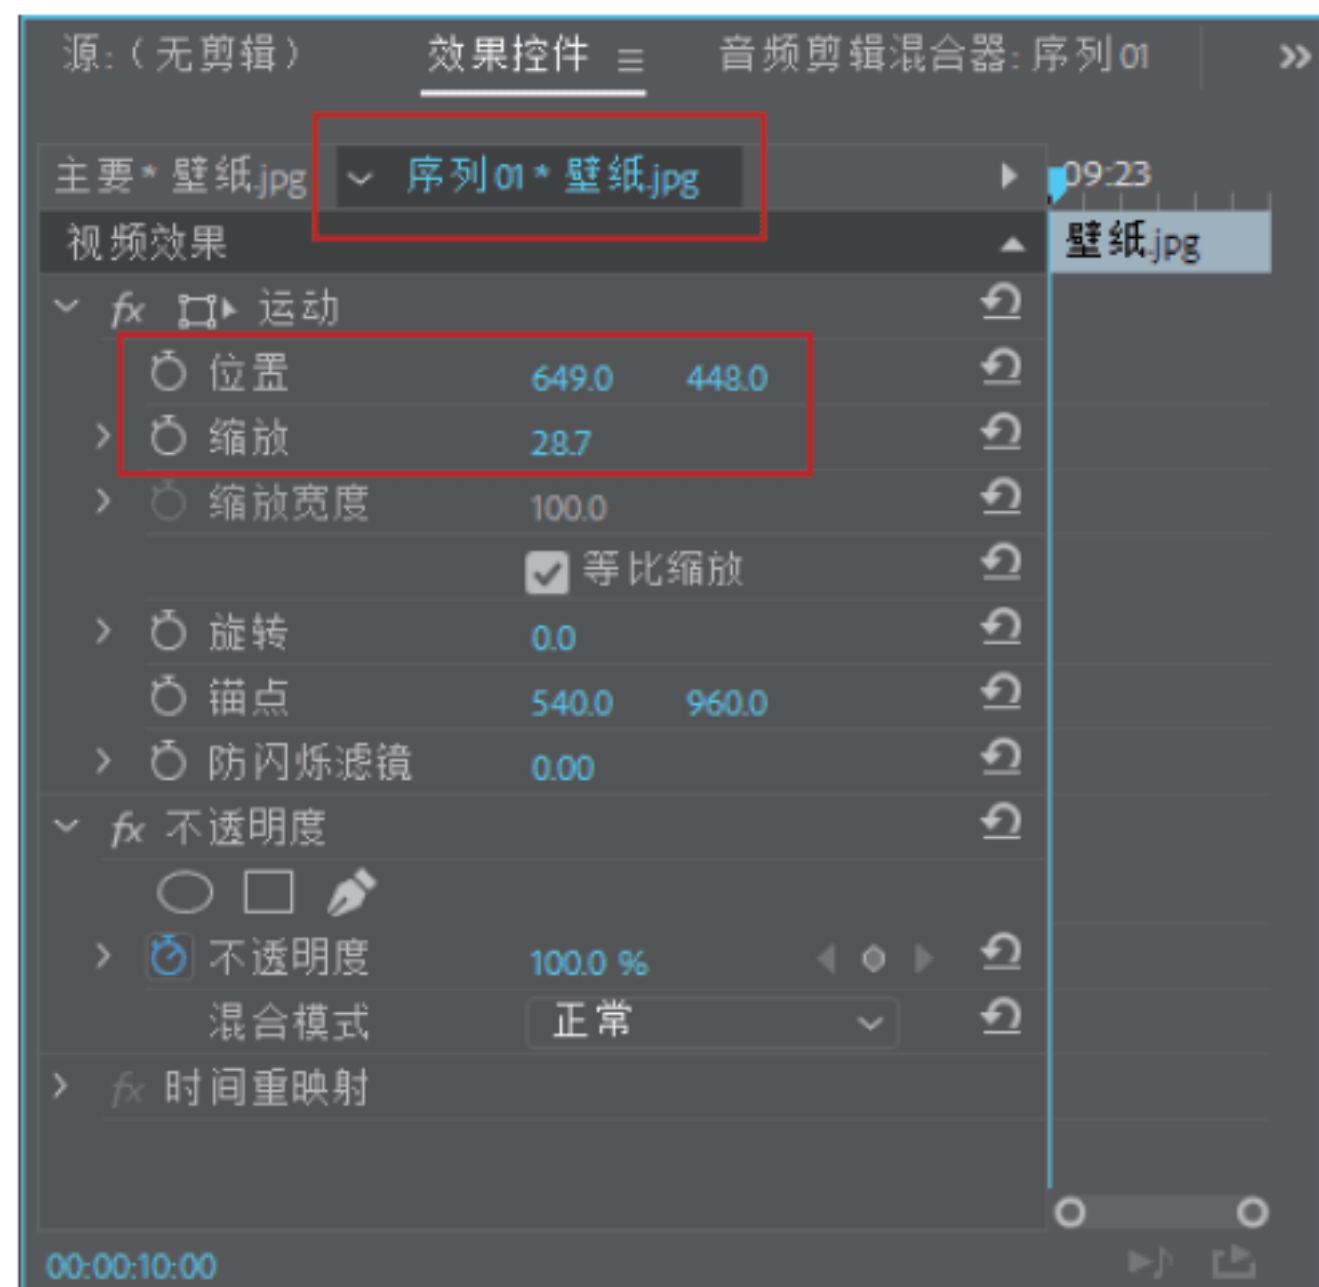 源:（无剪辑） 效果控件 音频剪辑混合器: 序列 01
主要* 壁纸.jpg 序列 01 * 壁纸.jpg 09:23
视频效果 壁纸.jpg
fx 运动
位置 649.0 448.0
缩放 28.7
缩放宽度 100.0
等比缩放
旋转 0.0
锚点 540.0 960.0
防闪烁滤镜 0.00
fx 不透明度
不透明度 100.0 %
混合模式 正常
fx 时间重映射
00:00:10:00